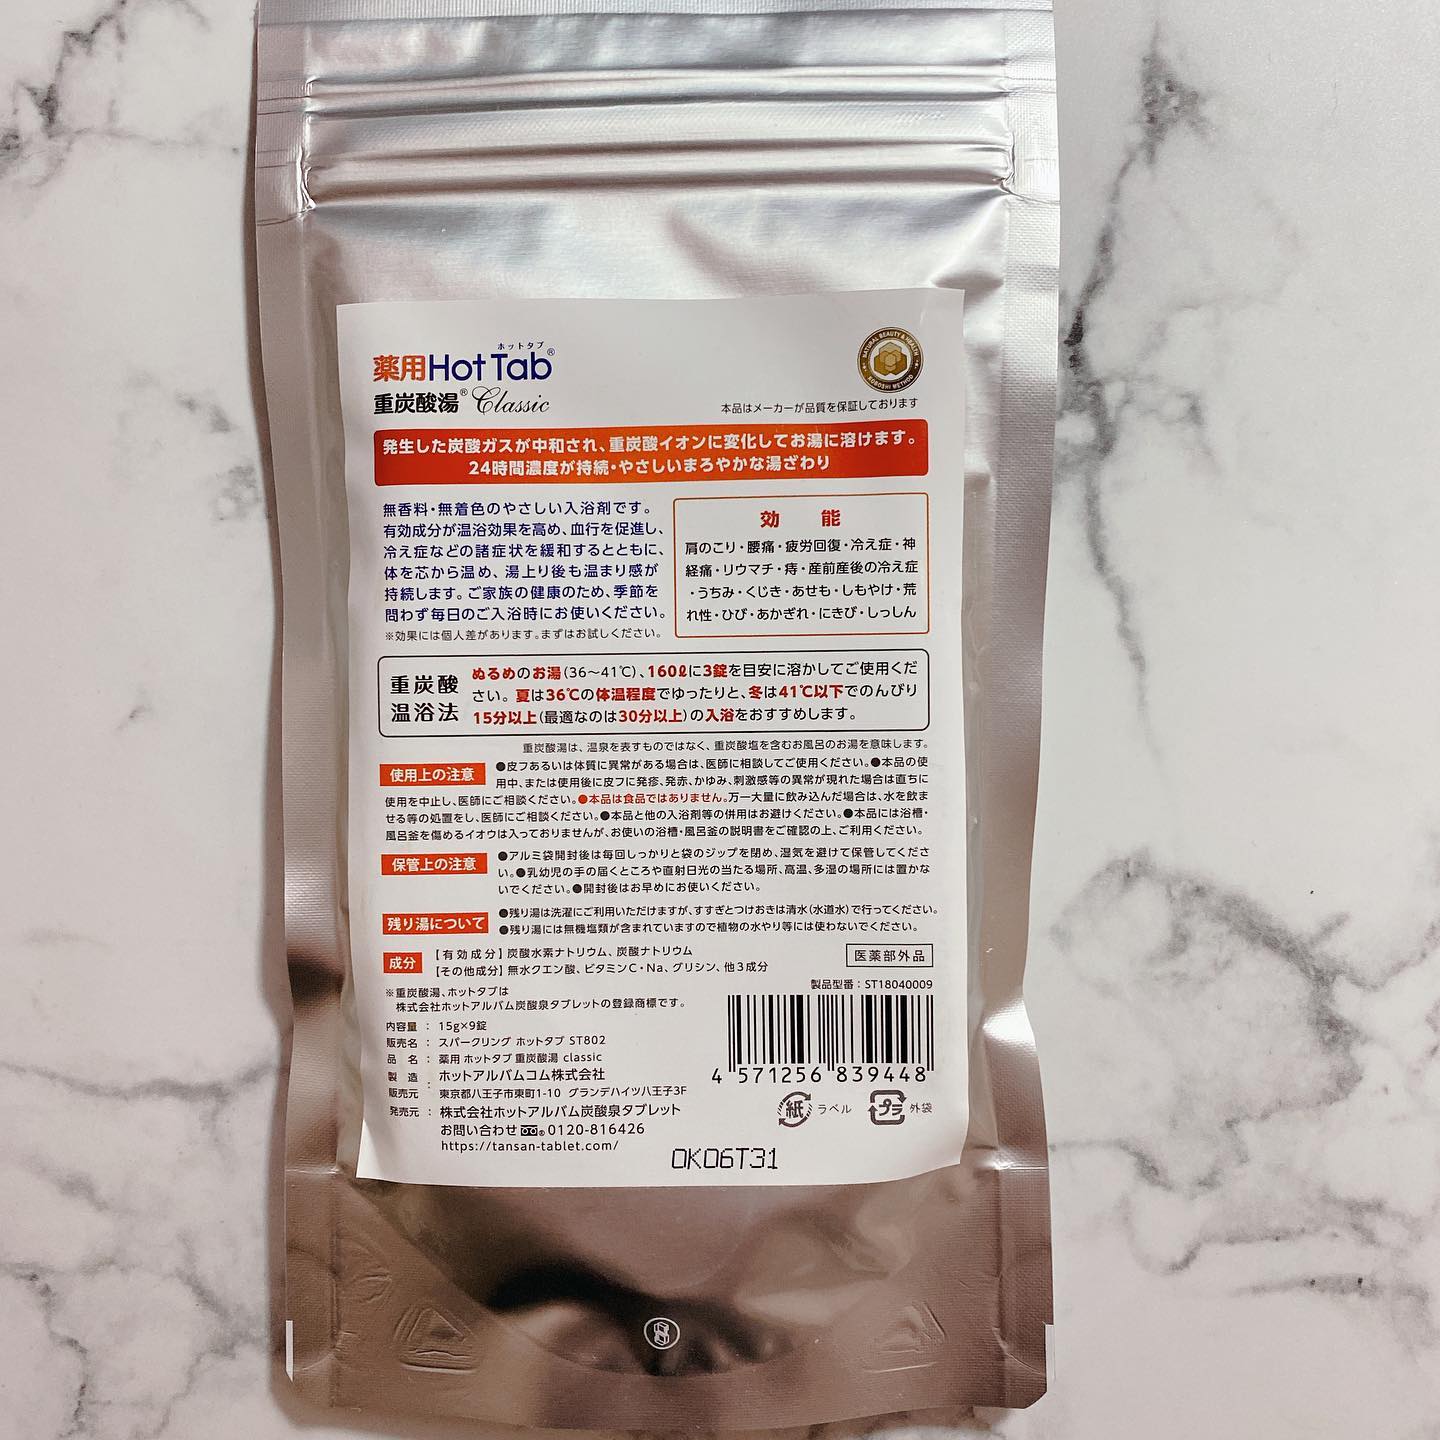 ホットタブ
薬用Hot Tab®
重炭酸湯® Classic
NATURAL BEAUTY & HEALTH
KOBOSHI METHOD
本品はメーカーが品質を保証しております
発生した炭酸ガスが中和され、重炭酸イオンに変化してお湯に溶けます。
24時間濃度が持続・やさしいまろやかな湯ざわり
無香料・無着色のやさしい入浴剤です。
有効成分が温浴効果を高め、血行を促進し、
冷え症などの諸症状を緩和するとともに、
体を芯から温め、湯上り後も温まり感が
持続します。ご家族の健康のため、季節を
問わず毎日のご入浴時にお使いください。
※効果には個人差があります。まずはお試しください。
効 能
肩のこり・腰痛・疲労回復・冷え症・神
経痛・リウマチ・痔・産前産後の冷え症
・うちみ・くじき・あせも・しもやけ・荒
れ性・ひび・あかぎれ・にきび・しっしん
重炭酸
温浴法
ぬるめのお湯(36〜41℃)、160ℓに3錠を目安に溶かしてご使用くだ
さい。夏は36℃の体温程度でゆったりと、冬は41℃以下でのんびり
15分以上(最適なのは30分以上)の入浴をおすすめします。
重炭酸湯は、温泉を表すものではなく、重炭酸塩を含むお風呂のお湯を意味します。
使用上の注意
●皮フあるいは体質に異常がある場合は、医師に相談してご使用ください。●本品の使
用中、または使用後に皮フに発疹、発赤、かゆみ、刺激感等の異常が現れた場合は直ちに
使用を中止し、医師にご相談ください。●本品は食品ではありません。万一大量に飲み込んだ場合は、水を飲ま
せる等の処置をし、医師にご相談ください。●本品と他の入浴剤等の併用はお避けください。●本品には浴槽・
風呂釜を傷めるイオウは入っておりませんが、お使いの浴槽・風呂釜の説明書をご確認の上、ご利用ください。
保管上の注意
●アルミ袋開封後は毎回しっかりと袋のジップを閉め、湿気を避けて保管してくださ
い。●乳幼児の手の届くところや直射日光の当たる場所、高温、多湿の場所には置かな
いでください。●開封後はお早めにお使いください。
残り湯について
●残り湯は洗濯にご利用いただけますが、すすぎとつけおきは清水(水道水)で行ってください。
●残り湯には無機塩類が含まれていますので植物の水やり等には使わないでください。
成分
【有効成分】炭酸水素ナトリウム、炭酸ナトリウム
【その他成分】無水クエン酸、ビタミンC・Na、グリシン、他3成分
医薬部外品
※重炭酸湯、ホットタブは
株式会社ホットアルバム炭酸泉タブレットの登録商標です。
製品型番：ST18040009
内容量：15g×9錠
販売名：スパークリング ホットタブ ST802
品 名：薬用 ホットタブ 重炭酸湯 classic
製 造
販売元：ホットアルバムコム株式会社
東京都八王子市東町1-10 グランデハイツ八王子3F
発売元：株式会社ホットアルバム炭酸泉タブレット
お問い合わせ 0120-816426
https://tansan-tablet.com/
4 571256 839448
紙 ラベル
プラ 外袋
OK06T31